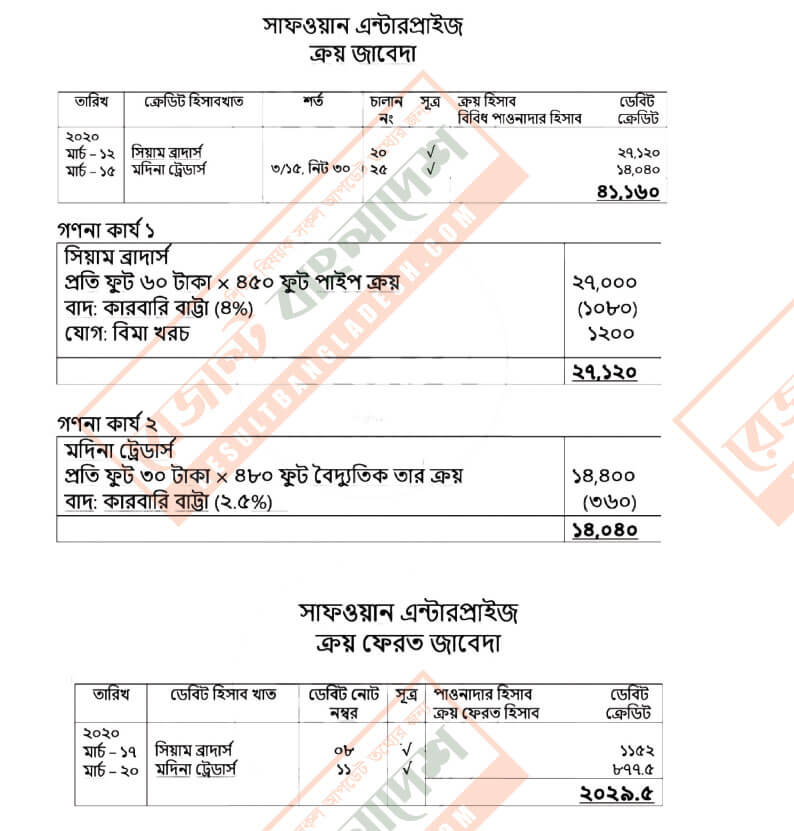 সাফওয়ান এন্টারপ্রাইজ
ক্রয় জাবেদা
তারিখ ক্রেডিট হিসাবখাত শর্ত চালান নং সূত্র ক্রয় হিসাব বিবিধ পাওনাদার হিসাব ডেবিট ক্রেডিট
২০২০
মার্চ – ১২ সিয়াম ব্রাদার্স ২০ √ ২৭,১২০
মার্চ – ১৫ মদিনা ট্রেডার্স ৩/১৫, নিট ৩০ ২৫ √ ১৪,০৪০
৪১,১৬০
গণনা কার্য ১
সিয়াম ব্রাদার্স
প্রতি ফুট ৬০ টাকা × ৪৫০ ফুট পাইপ ক্রয় ২৭,০০০
বাদ: কারবারি বাট্টা (৪%) (১০৮০)
যোগ: বিমা খরচ ১২০০
২৭,১২০
গণনা কার্য ২
মদিনা ট্রেডার্স
প্রতি ফুট ৩০ টাকা × ৪৮০ ফুট বৈদ্যুতিক তার ক্রয় ১৪,৪০০
বাদ: কারবারি বাট্টা (২.৫%) (৩৬০)
১৪,০৪০
সাফওয়ান এন্টারপ্রাইজ
ক্রয় ফেরত জাবেদা
তারিখ ডেবিট হিসাব খাত ডেবিট নোট নম্বর সূত্র পাওনাদার হিসাব ক্রয় ফেরত হিসাব ডেবিট ক্রেডিট
২০২০
মার্চ – ১৭ সিয়াম ব্রাদার্স ০৮ √ ১১৫২
মার্চ – ২০ মদিনা ট্রেডার্স ১১ √ ৮৭৭.৫
২০২৯.৫
রেজাল্ট বাংলাদেশ
RESULTBANGLADESH.COM